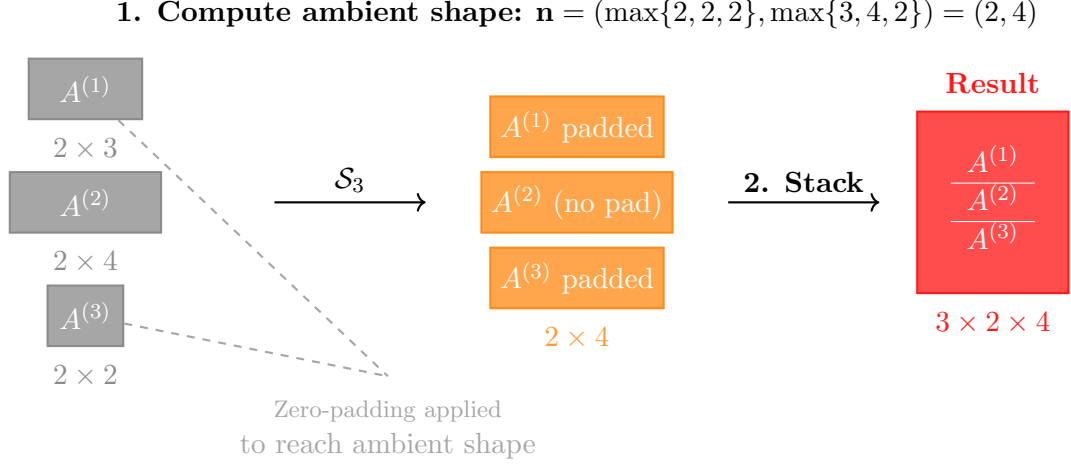 1. Compute ambient shape: n = (max{2, 2, 2}, max{3, 4, 2}) = (2, 4)
A^{(1)}
2 × 3
A^{(2)}
2 × 4
A^{(3)}
2 × 2
Zero-padding applied
to reach ambient shape
𝒮_3
A^{(1)} padded
A^{(2)} (no pad)
A^{(3)} padded
2 × 4
2. Stack
Result
A^{(1)}
A^{(2)}
A^{(3)}
3 × 2 × 4